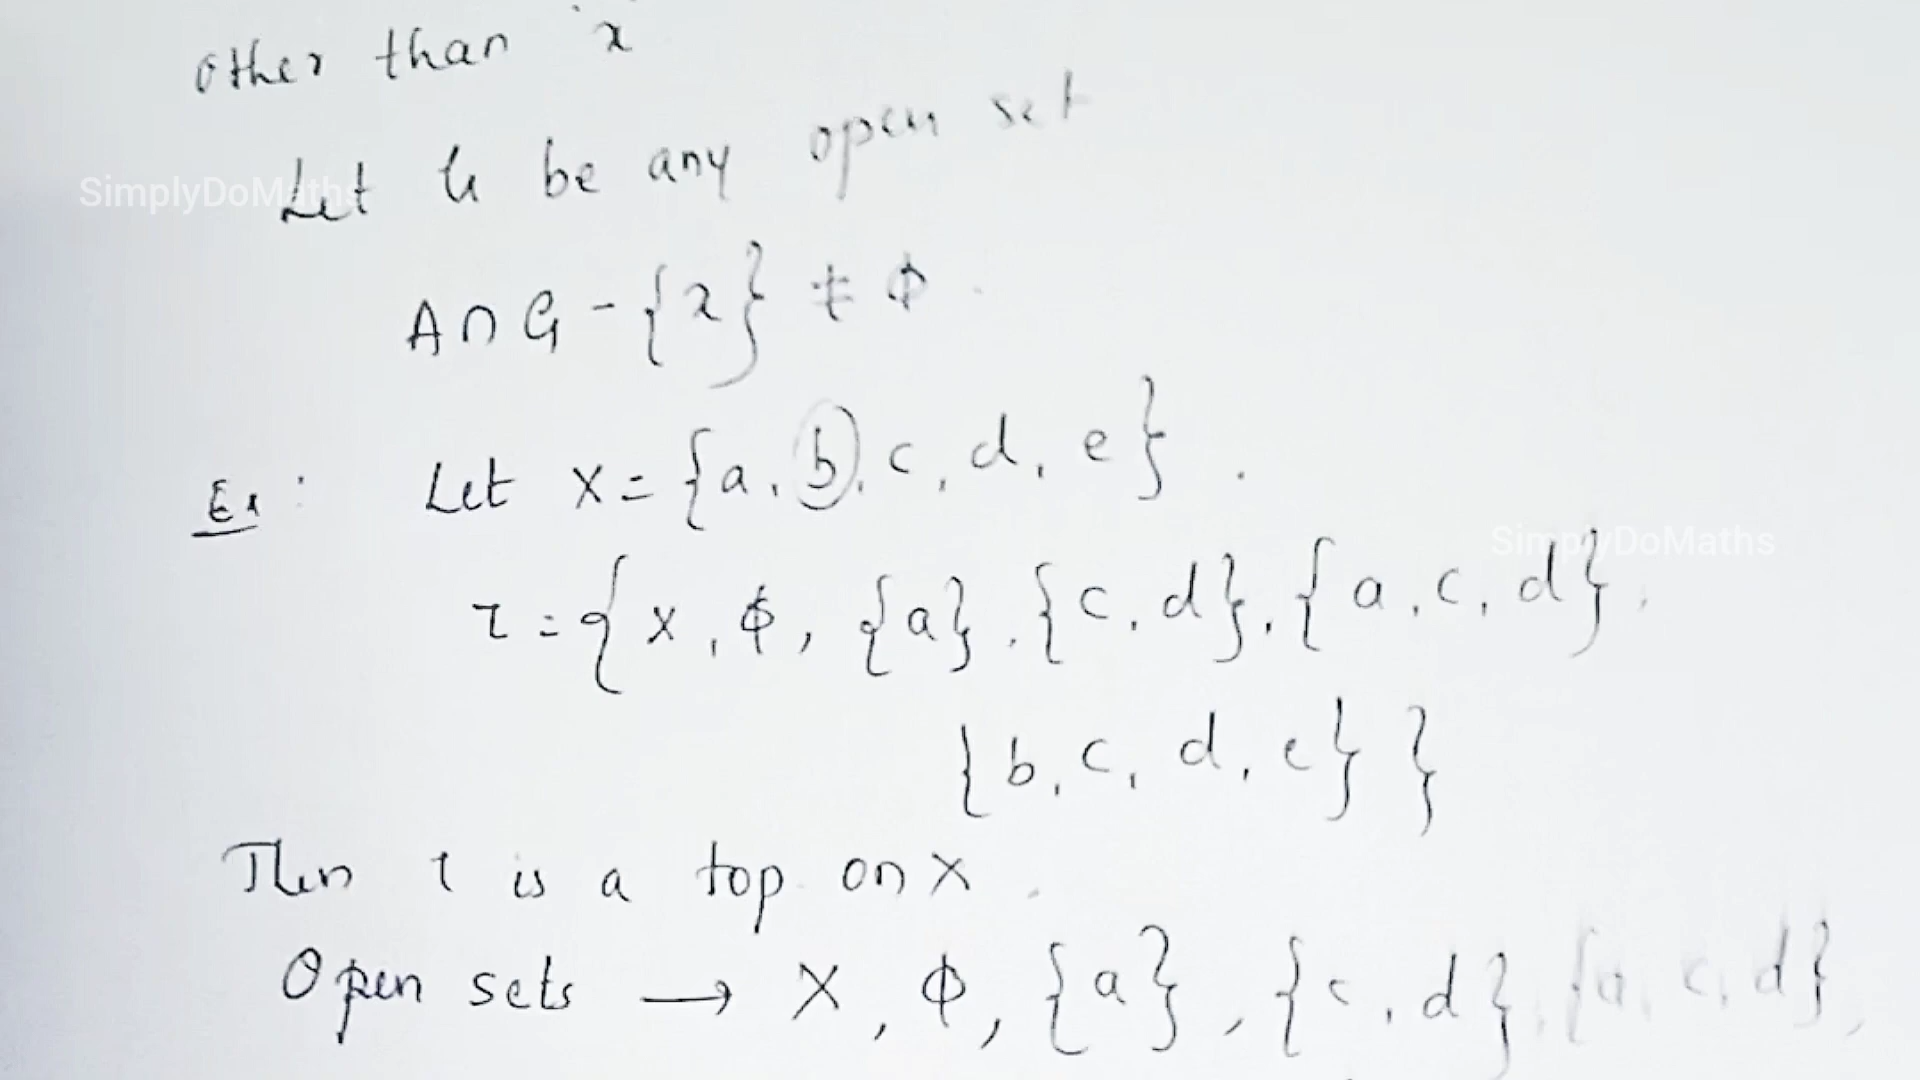 other than 'x'
Let G be any open set
SimplyDoMaths
A∩G - {x} ≠ ϕ.
Ex: Let X = {a, b, c, d, e}.
SimplyDoMaths
τ = {X, ϕ, {a}, {c, d}, {a, c, d},
{b, c, d, e}}
Then τ is a top. on X.
Open sets → X, ϕ, {a}, {c, d}, {a, c, d},